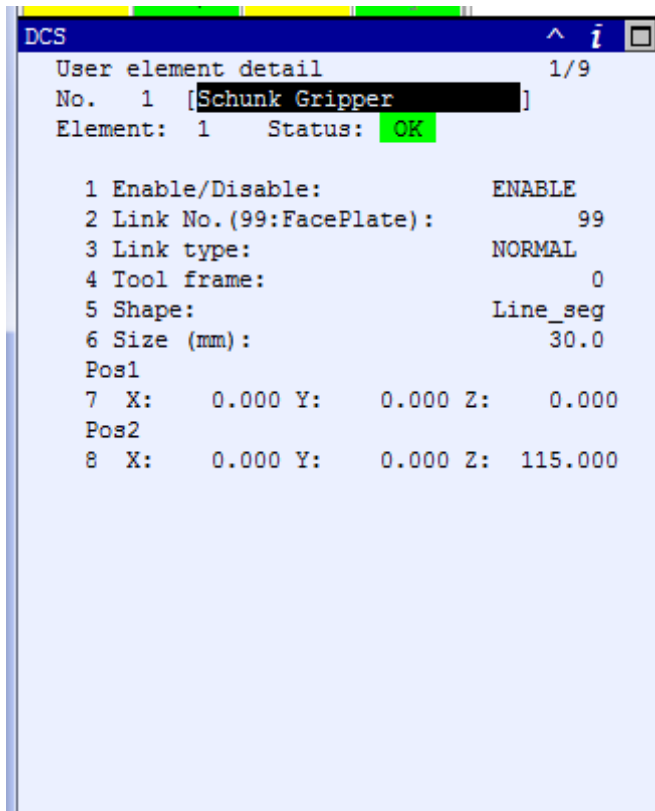 DCS
User element detail 1/9
No. 1 [Schunk Gripper ]
Element: 1 Status: OK
1 Enable/Disable: ENABLE
2 Link No.(99:FacePlate): 99
3 Link type: NORMAL
4 Tool frame: 0
5 Shape: Line_seg
6 Size (mm): 30.0
Pos1
7 X: 0.000 Y: 0.000 Z: 0.000
Pos2
8 X: 0.000 Y: 0.000 Z: 115.000